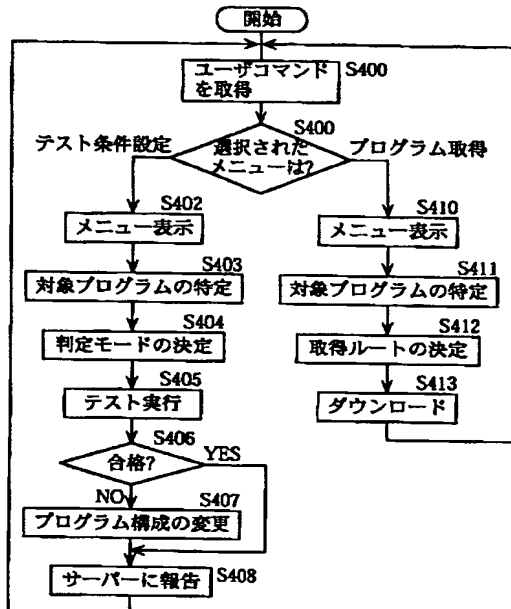 開始
ユーザコマンド
を取得
S400
S400
選択された
メニューは?
テスト条件設定
プログラム取得
S402
メニュー表示
S403
対象プログラムの特定
S404
判定モードの決定
S405
テスト実行
S406
合格?
YES
NO
S407
プログラム構成の変更
サーバーに報告
S408
S410
メニュー表示
S411
対象プログラムの特定
S412
取得ルートの決定
S413
ダウンロード